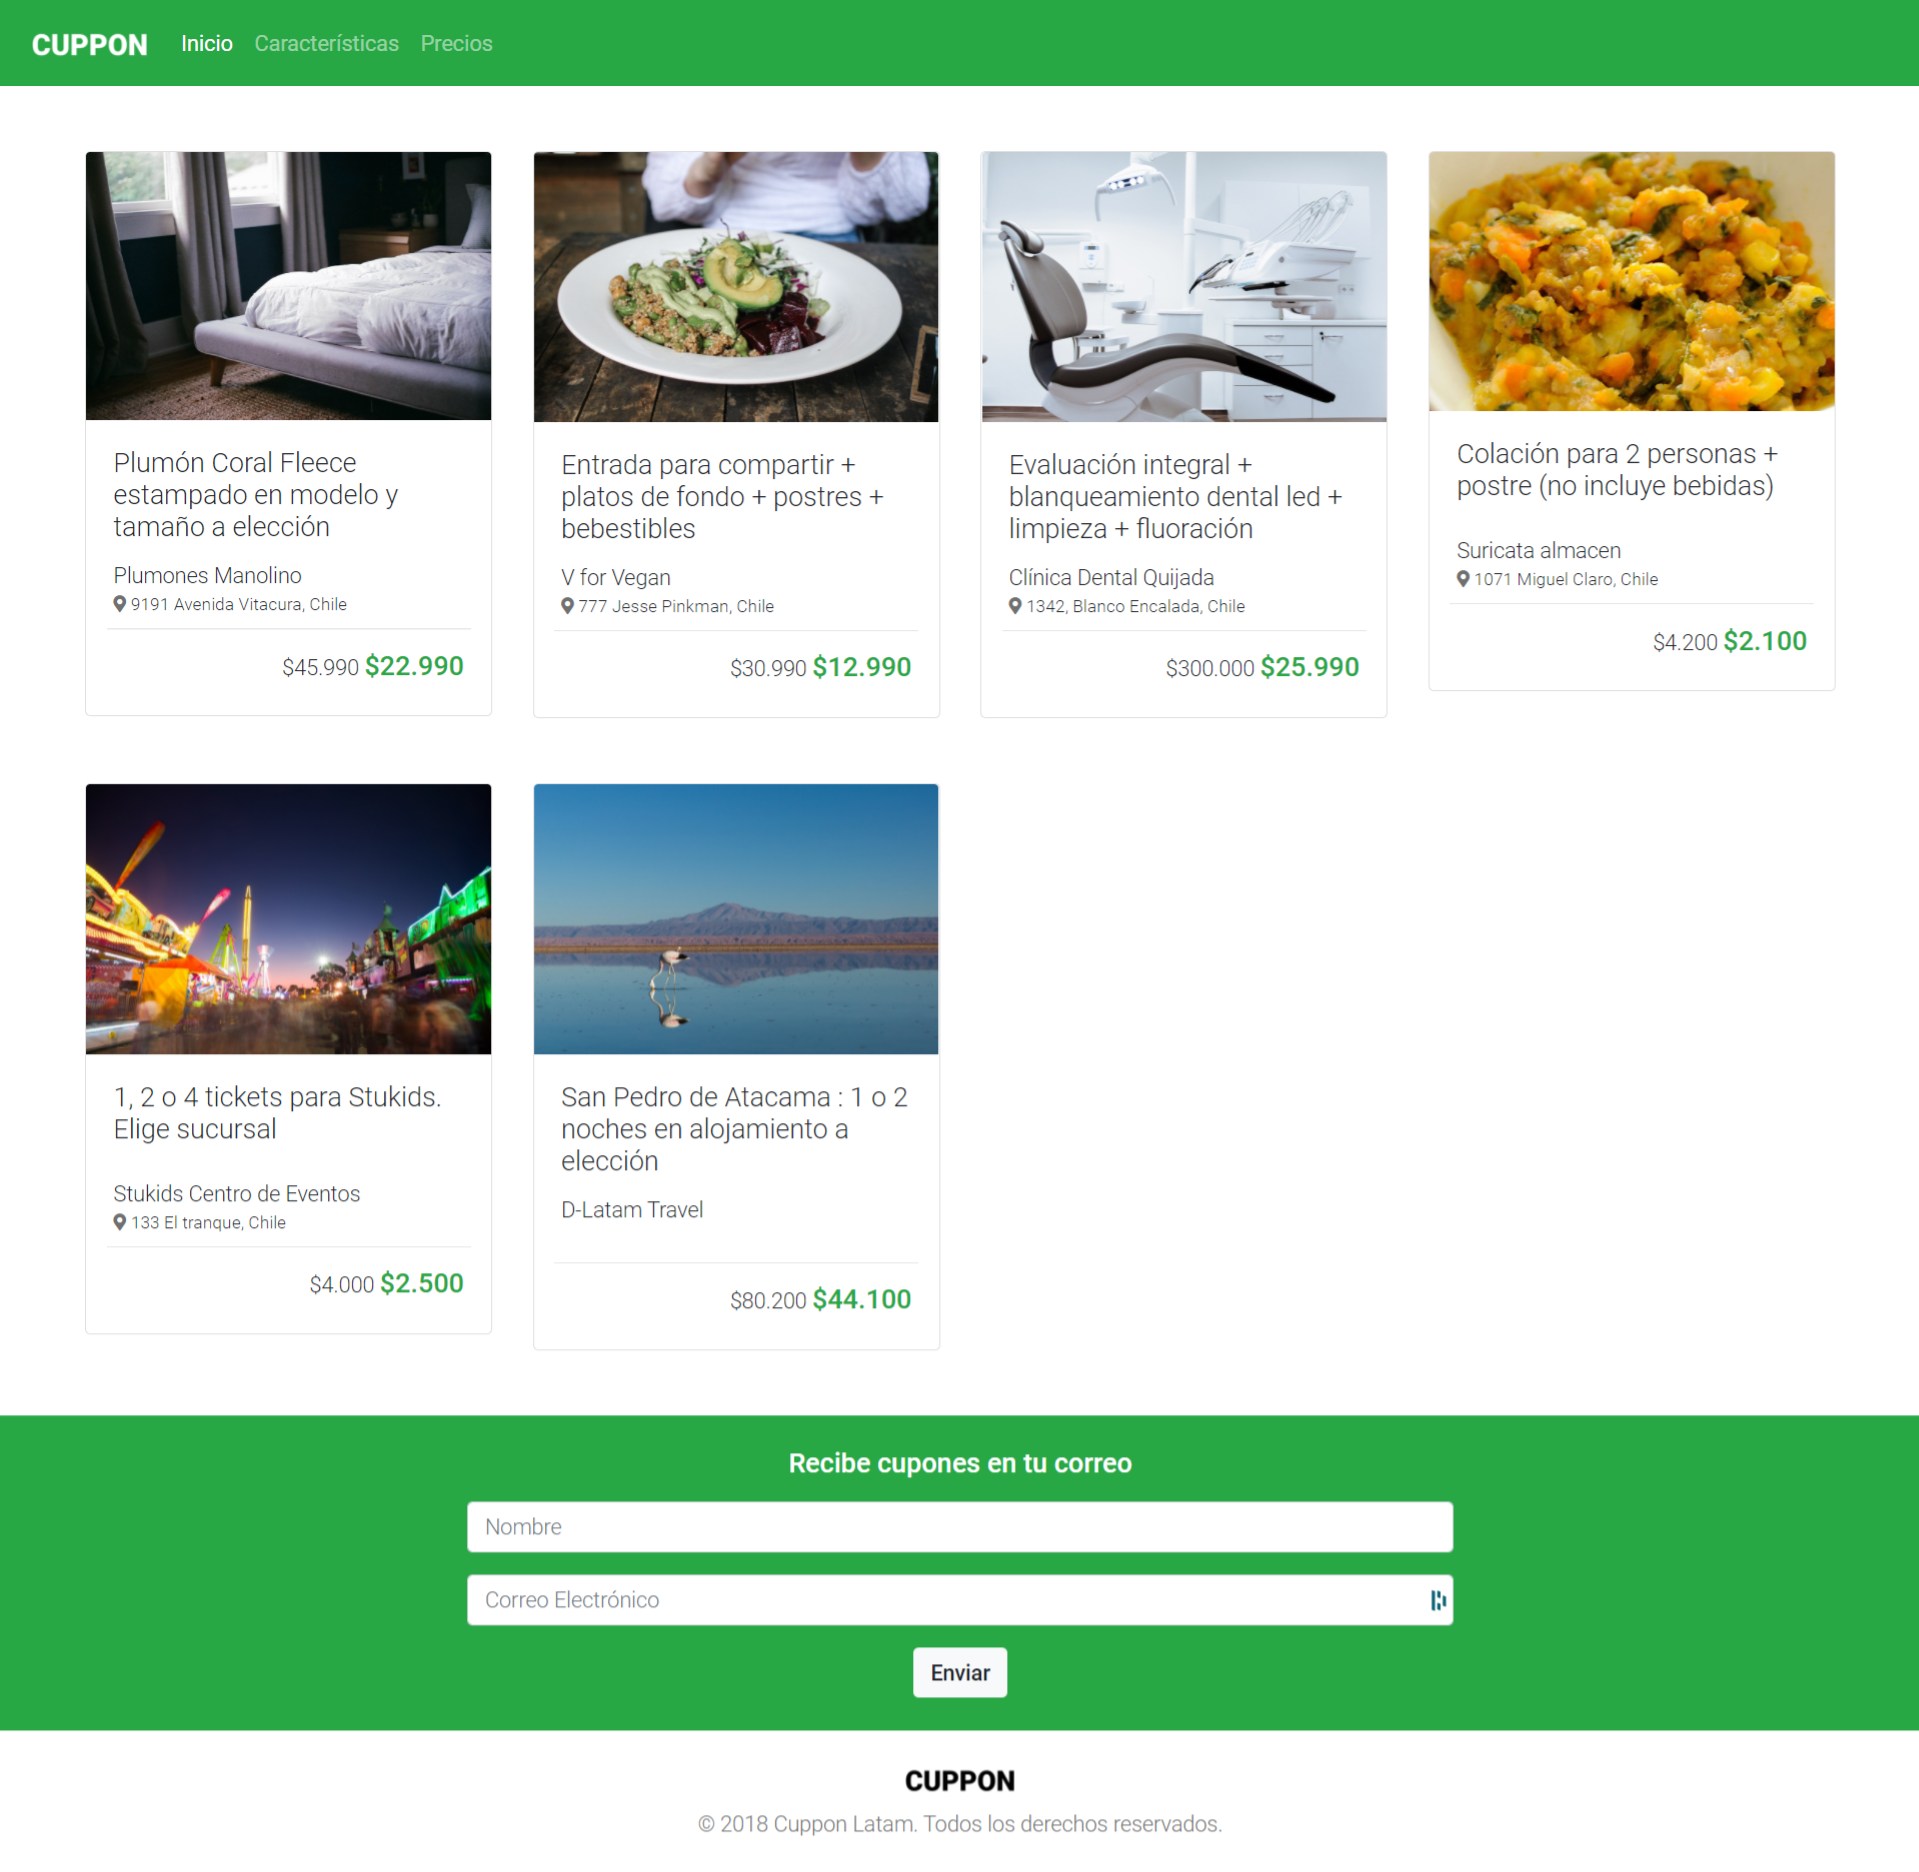 CUPPON Inicio Características Precios
Plumón Coral Fleece
estampado en modelo y
tamaño a elección
Plumones Manolino
9191 Avenida Vitacura, Chile
$45.990 $22.990
Entrada para compartir +
platos de fondo + postres +
bebestibles
V for Vegan
777 Jesse Pinkman, Chile
$30.990 $12.990
Evaluación integral +
blanqueamiento dental led +
limpieza + fluoración
Clínica Dental Quijada
1342, Blanco Encalada, Chile
$300.000 $25.990
Colación para 2 personas +
postre (no incluye bebidas)
Suricata almacen
1071 Miguel Claro, Chile
$4.200 $2.100
1, 2 o 4 tickets para Stukids.
Elige sucursal
Stukids Centro de Eventos
133 El tranque, Chile
$4.000 $2.500
San Pedro de Atacama : 1 o 2
noches en alojamiento a
elección
D-Latam Travel
$80.200 $44.100
Recibe cupones en tu correo
Nombre
Correo Electrónico
Enviar
CUPPON
© 2018 Cuppon Latam. Todos los derechos reservados.